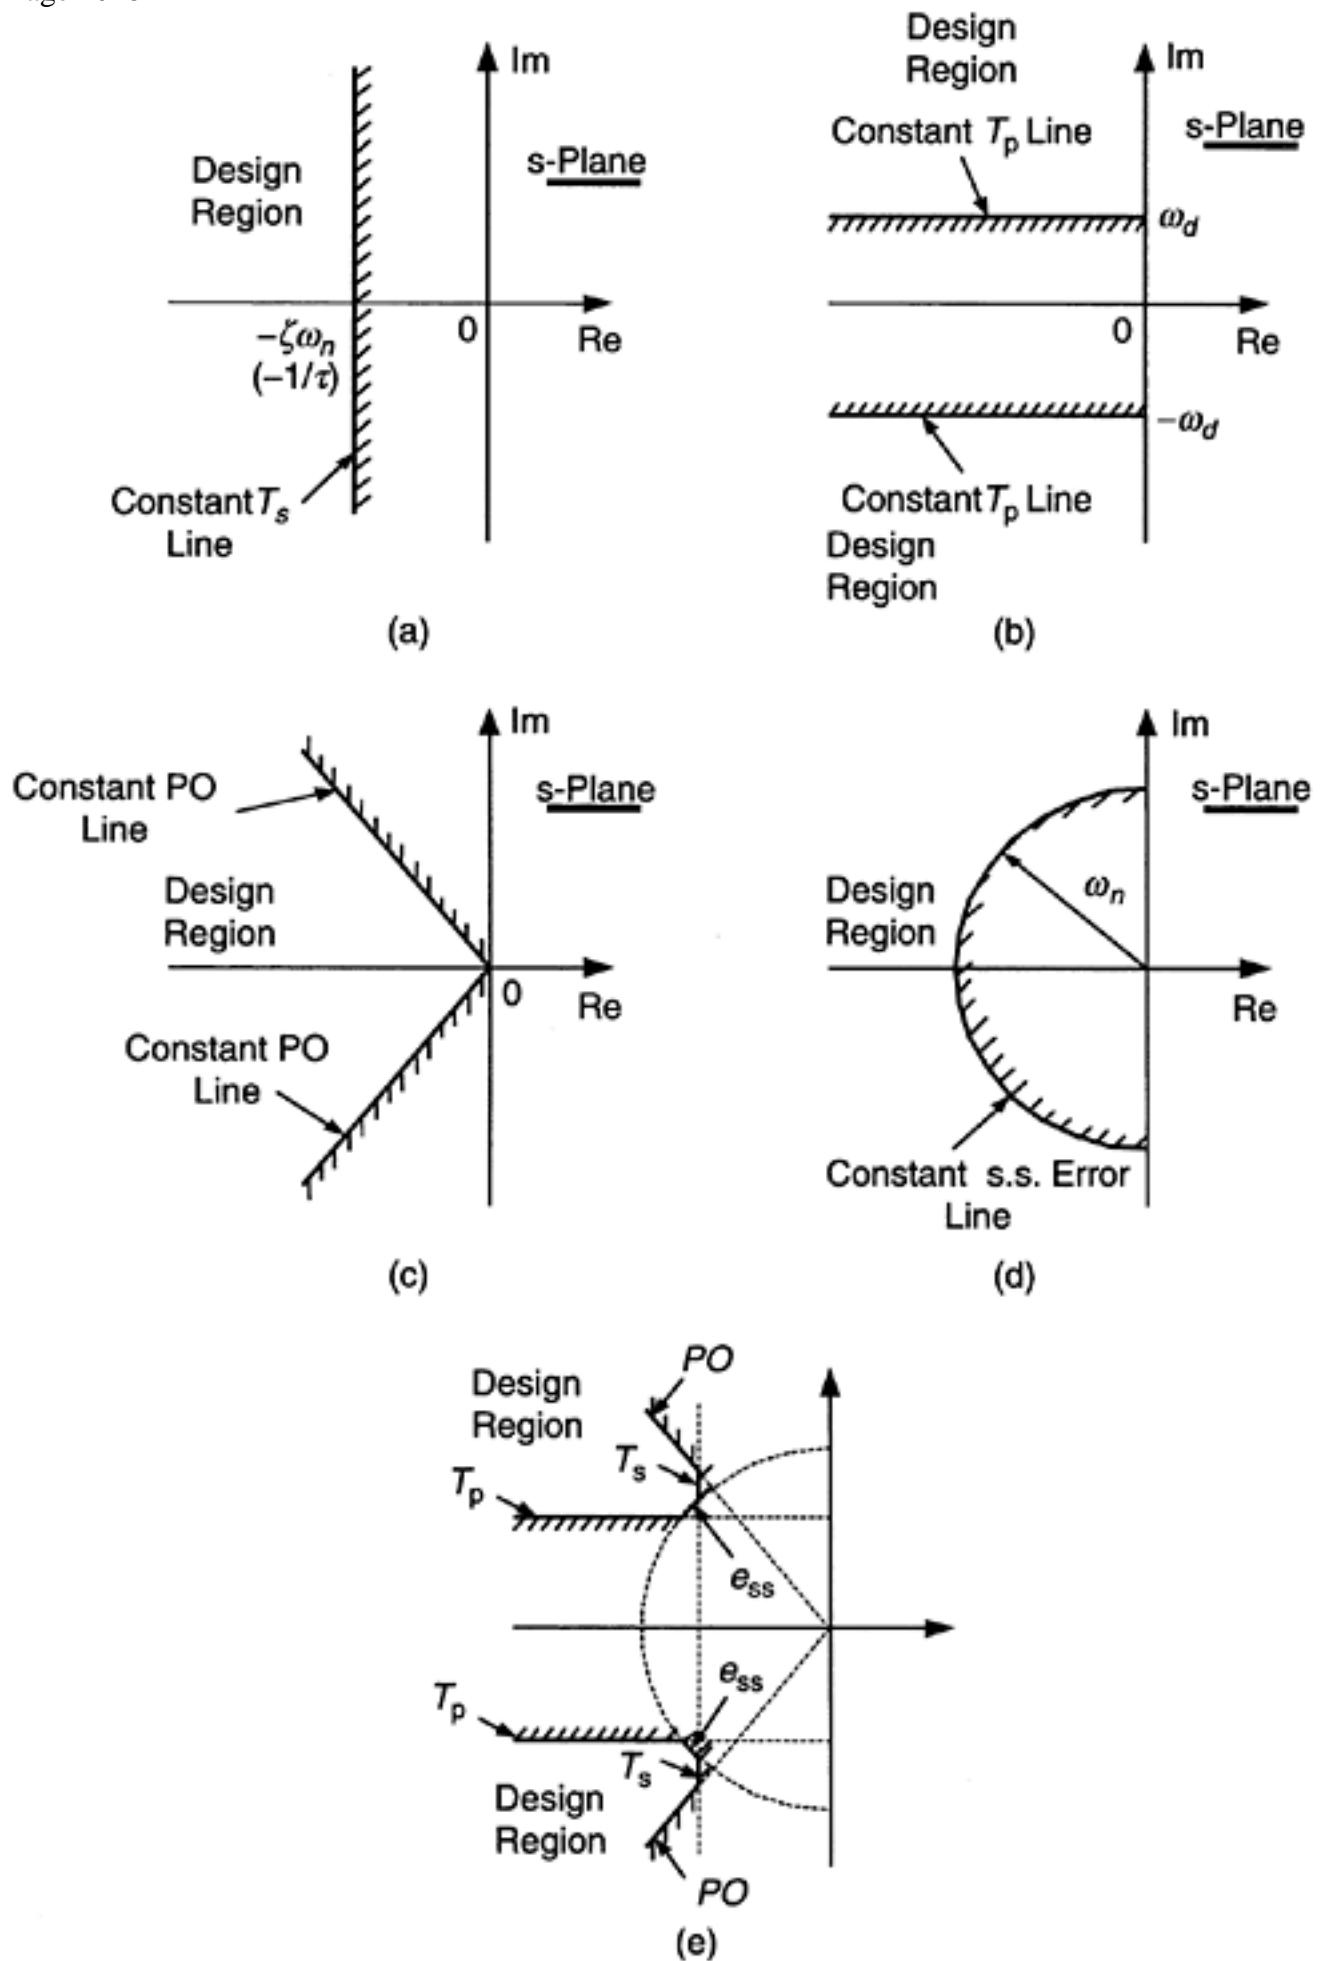 Im
s-Plane
Design
Region
0
Re
−ζωn
(−1/τ)
Constant Ts
Line
(a)
Design
Region
Im
Constant Tp Line
s-Plane
ωd
0
Re
−ωd
Constant Tp Line
Design
Region
(b)
Im
Constant PO
Line
s-Plane
Design
Region
0
Re
Constant PO
Line
(c)
Im
s-Plane
Design
Region
ωn
Re
Constant s.s. Error
Line
(d)
PO
Design
Region
Ts
Tp
ess
ess
Tp
Ts
Design
Region
PO
(e)